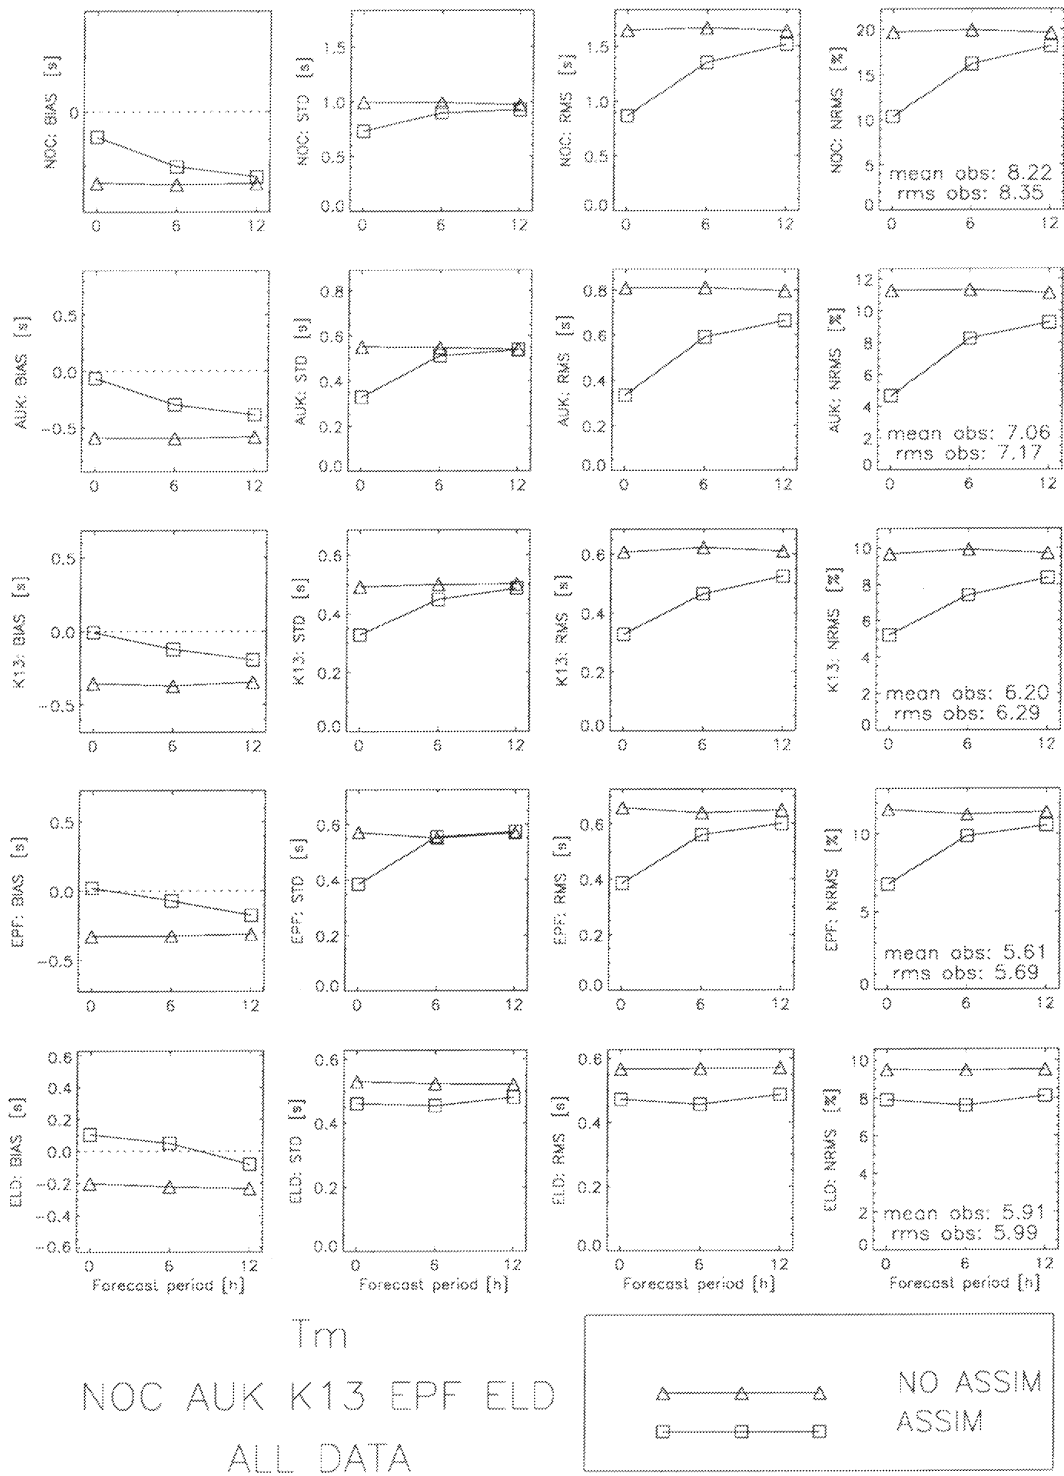 NOC: BIAS [s]
0
0 6 12
NOC: STD [s]
1.5
1.0
0.5
0.0
0 6 12
NOC: RMS [s]
1.5
1.0
0.5
0.0
0 6 12
NOC: NRMS [%]
20
15
10
5
0
mean obs: 8.22
rms obs: 8.35
0 6 12
AUK: BIAS [s]
0.5
0.0
-0.5
0 6 12
AUK: STD [s]
0.8
0.6
0.4
0.2
0.0
0 6 12
AUK: RMS [s]
0.8
0.6
0.4
0.2
0.0
0 6 12
AUK: NRMS [%]
12
10
8
6
4
2
0
mean obs: 7.06
rms obs: 7.17
0 6 12
K13: BIAS [s]
0.5
0.0
-0.5
0 6 12
K13: STD [s]
0.6
0.4
0.2
0.0
0 6 12
K13: RMS [s]
0.6
0.4
0.2
0.0
0 6 12
K13: NRMS [%]
10
8
6
4
2
0
mean obs: 6.20
rms obs: 6.29
0 6 12
EPF: BIAS [s]
0.5
0.0
-0.5
0 6 12
EPF: STD [s]
0.6
0.4
0.2
0.0
0 6 12
EPF: RMS [s]
0.6
0.4
0.2
0.0
0 6 12
EPF: NRMS [%]
10
5
0
mean obs: 5.61
rms obs: 5.69
0 6 12
ELD: BIAS [s]
0.6
0.4
0.2
0.0
-0.2
-0.4
-0.6
0 6 12
Forecast period [h]
ELD: STD [s]
0.6
0.4
0.2
0.0
0 6 12
Forecast period [h]
ELD: RMS [s]
0.6
0.4
0.2
0.0
0 6 12
Forecast period [h]
ELD: NRMS [%]
10
8
6
4
2
0
mean obs: 5.91
rms obs: 5.99
0 6 12
Forecast period [h]
Tm
NOC AUK K13 EPF ELD
ALL DATA
NO ASSIM
ASSIM